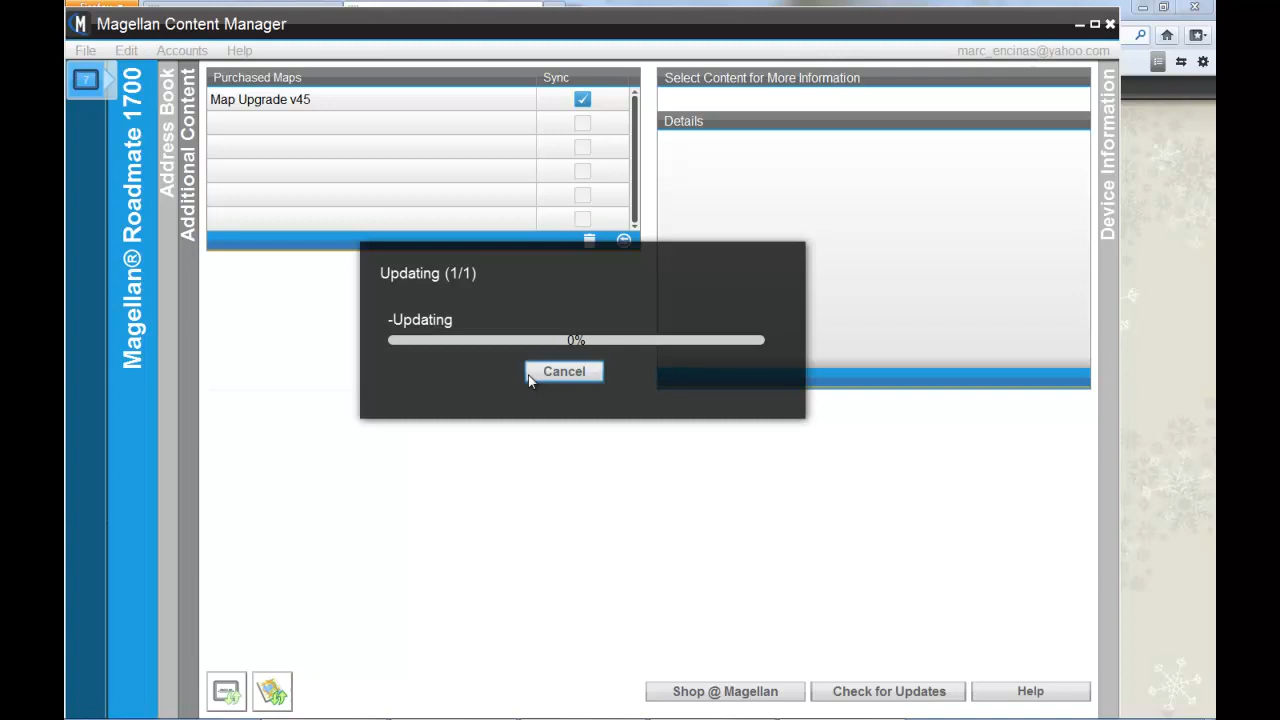 Magellan Content Manager
File Edit Accounts Help
marc_encinas@yahoo.com
Magellan® Roadmate 1700
Address Book
Additional Content
Purchased Maps Sync
Map Upgrade v45
Select Content for More Information
Details
Device Information
Updating (1/1)
-Updating
0%
Cancel
Shop @ Magellan
Check for Updates
Help